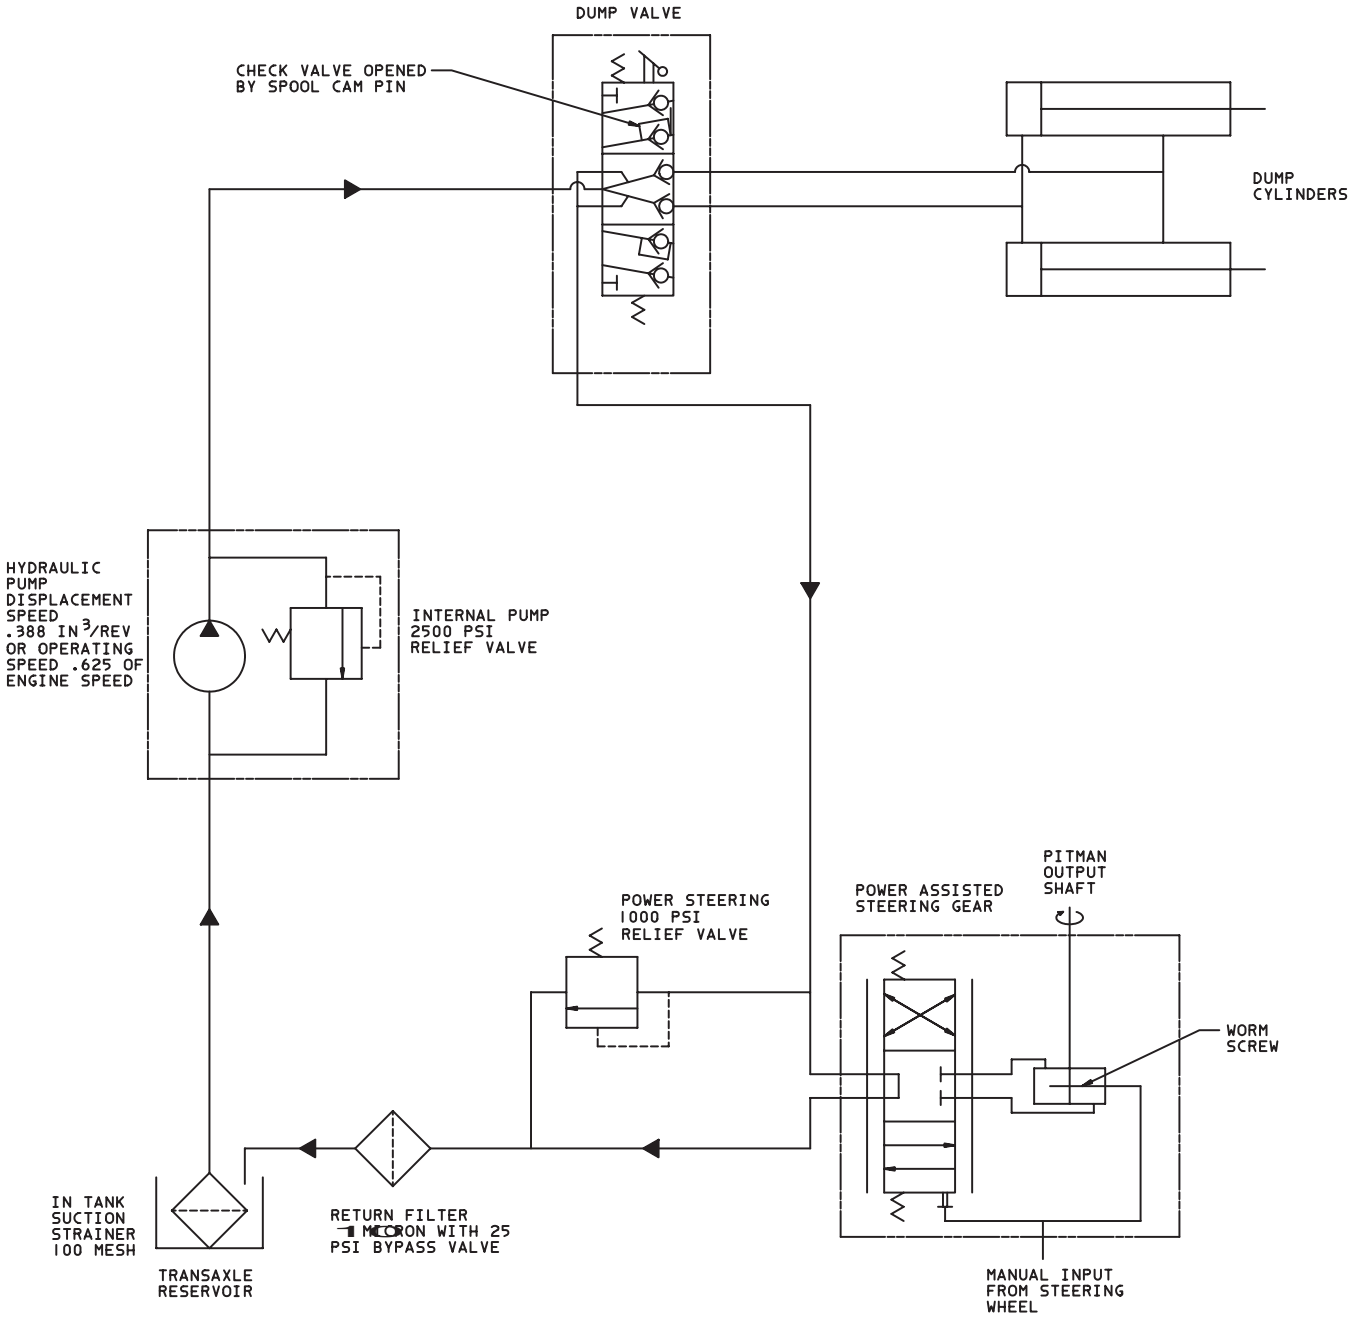 DUMP VALVE
CHECK VALVE OPENED
BY SPOOL CAM PIN
DUMP
CYLINDERS
HYDRAULIC
PUMP
DISPLACEMENT
SPEED
.388 IN3/REV
OR OPERATING
SPEED .625 OF
ENGINE SPEED
INTERNAL PUMP
2500 PSI
RELIEF VALVE
POWER STEERING
1000 PSI
RELIEF VALVE
POWER ASSISTED
STEERING GEAR
PITMAN
OUTPUT
SHAFT
WORM
SCREW
IN TANK
SUCTION
STRAINER
100 MESH
TRANSAXLE
RESERVOIR
RETURN FILTER
MICRON WITH 25
PSI BYPASS VALVE
MANUAL INPUT
FROM STEERING
WHEEL